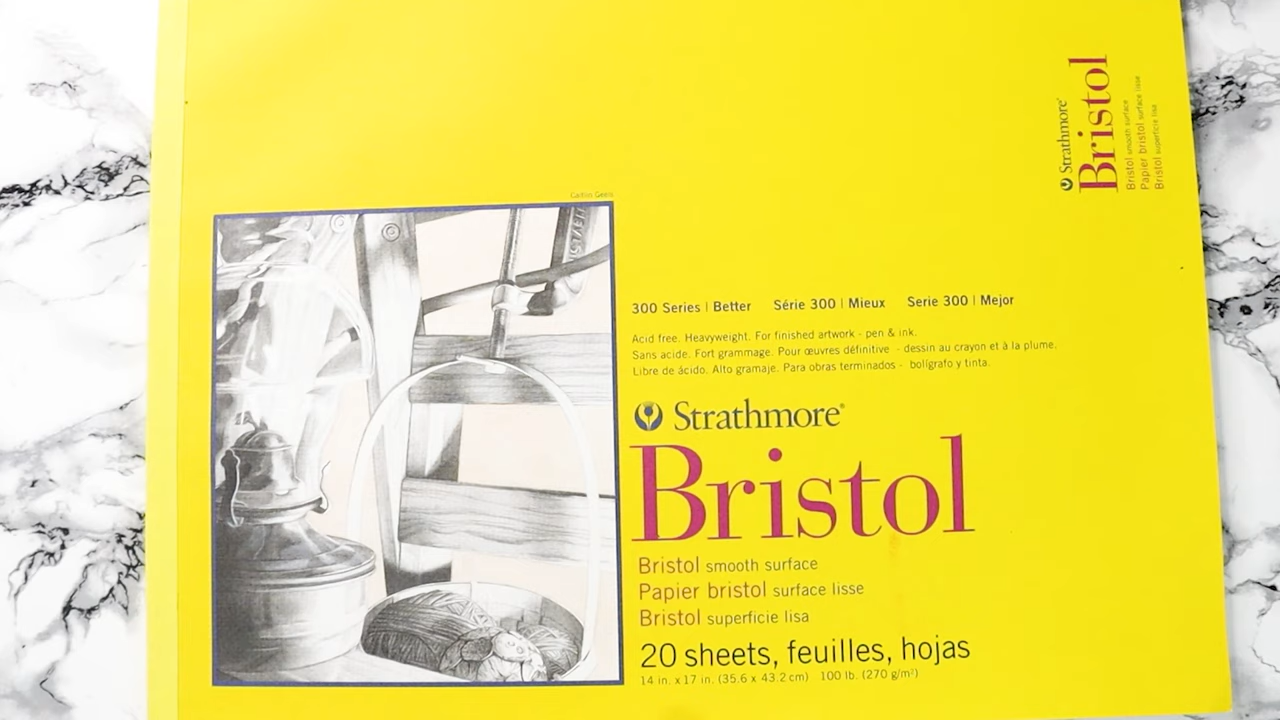 Strathmore®
Bristol
Bristol smooth surface
Papier bristol surface lisse
Bristol superficie lisa
300 Series | Better Série 300 | Mieux Serie 300 | Mejor
Acid free. Heavyweight. For finished artwork - pen & ink.
Sans acide. Fort grammage. Pour œuvres définitive - dessin au crayon et à la plume.
Libre de ácido. Alto gramaje. Para obras terminados - bolígrafo y tinta.
Strathmore®
Bristol
Bristol smooth surface
Papier bristol surface lisse
Bristol superficie lisa
20 sheets, feuilles, hojas
14 in. x 17 in. (35.6 x 43.2 cm) 100 lb. (270 g/m²)